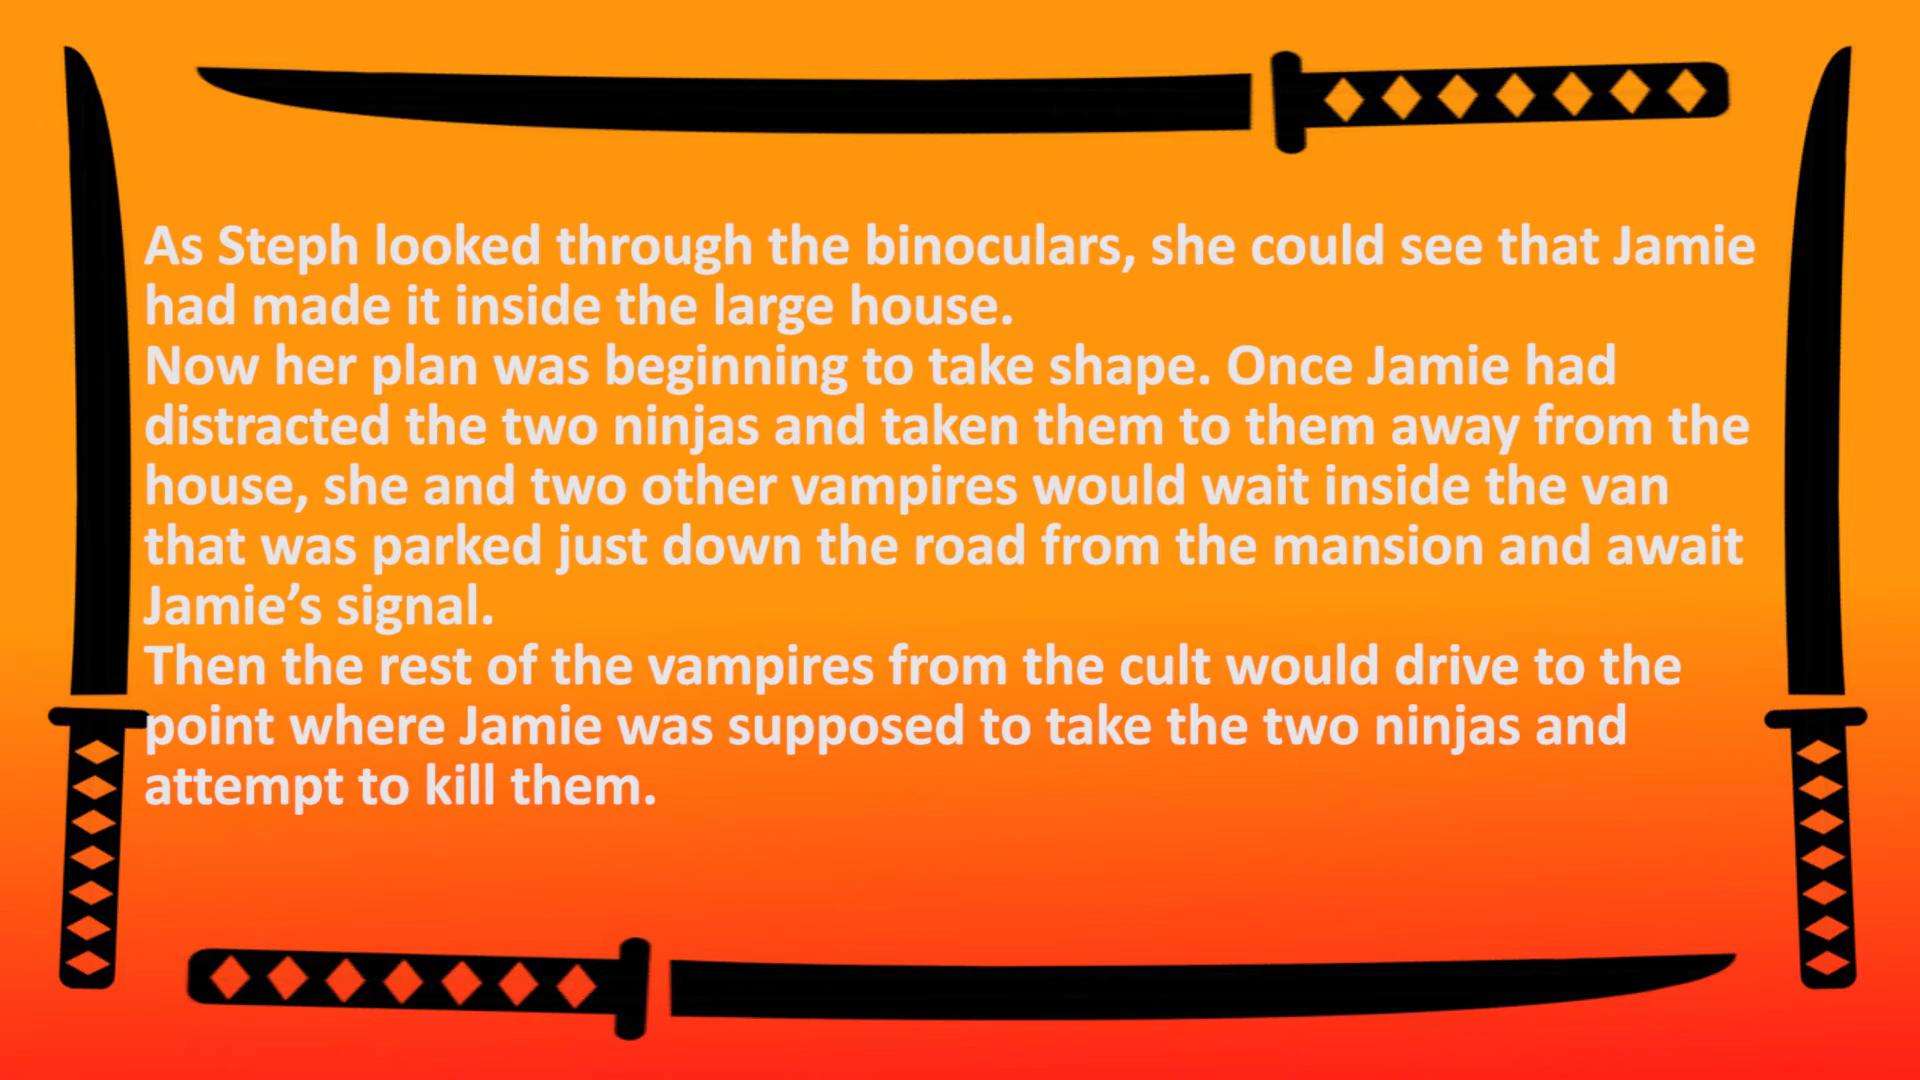 As Steph looked through the binoculars, she could see that Jamie
had made it inside the large house.
Now her plan was beginning to take shape. Once Jamie had
distracted the two ninjas and taken them to them away from the
house, she and two other vampires would wait inside the van
that was parked just down the road from the mansion and await
Jamie’s signal.
Then the rest of the vampires from the cult would drive to the
point where Jamie was supposed to take the two ninjas and
attempt to kill them.